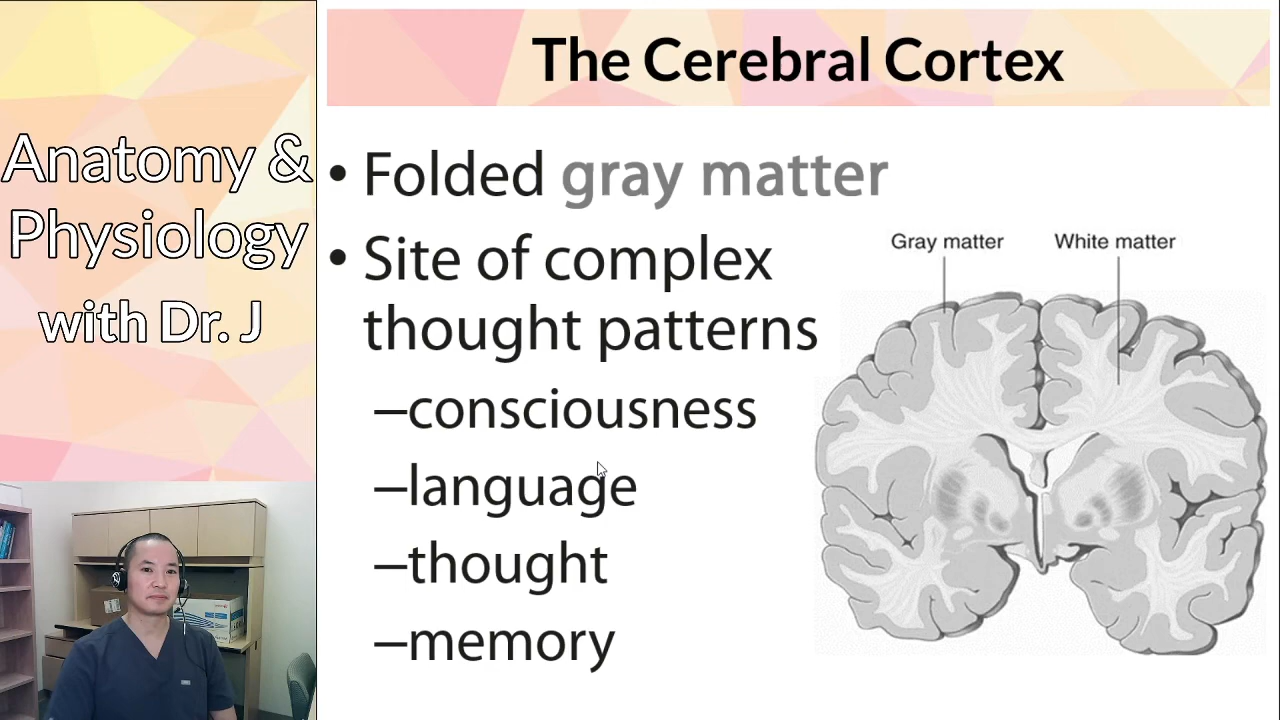 Anatomy &
Physiology
with Dr. J
The Cerebral Cortex
• Folded gray matter
• Site of complex
thought patterns
–consciousness
–language
–thought
–memory
Gray matter
White matter